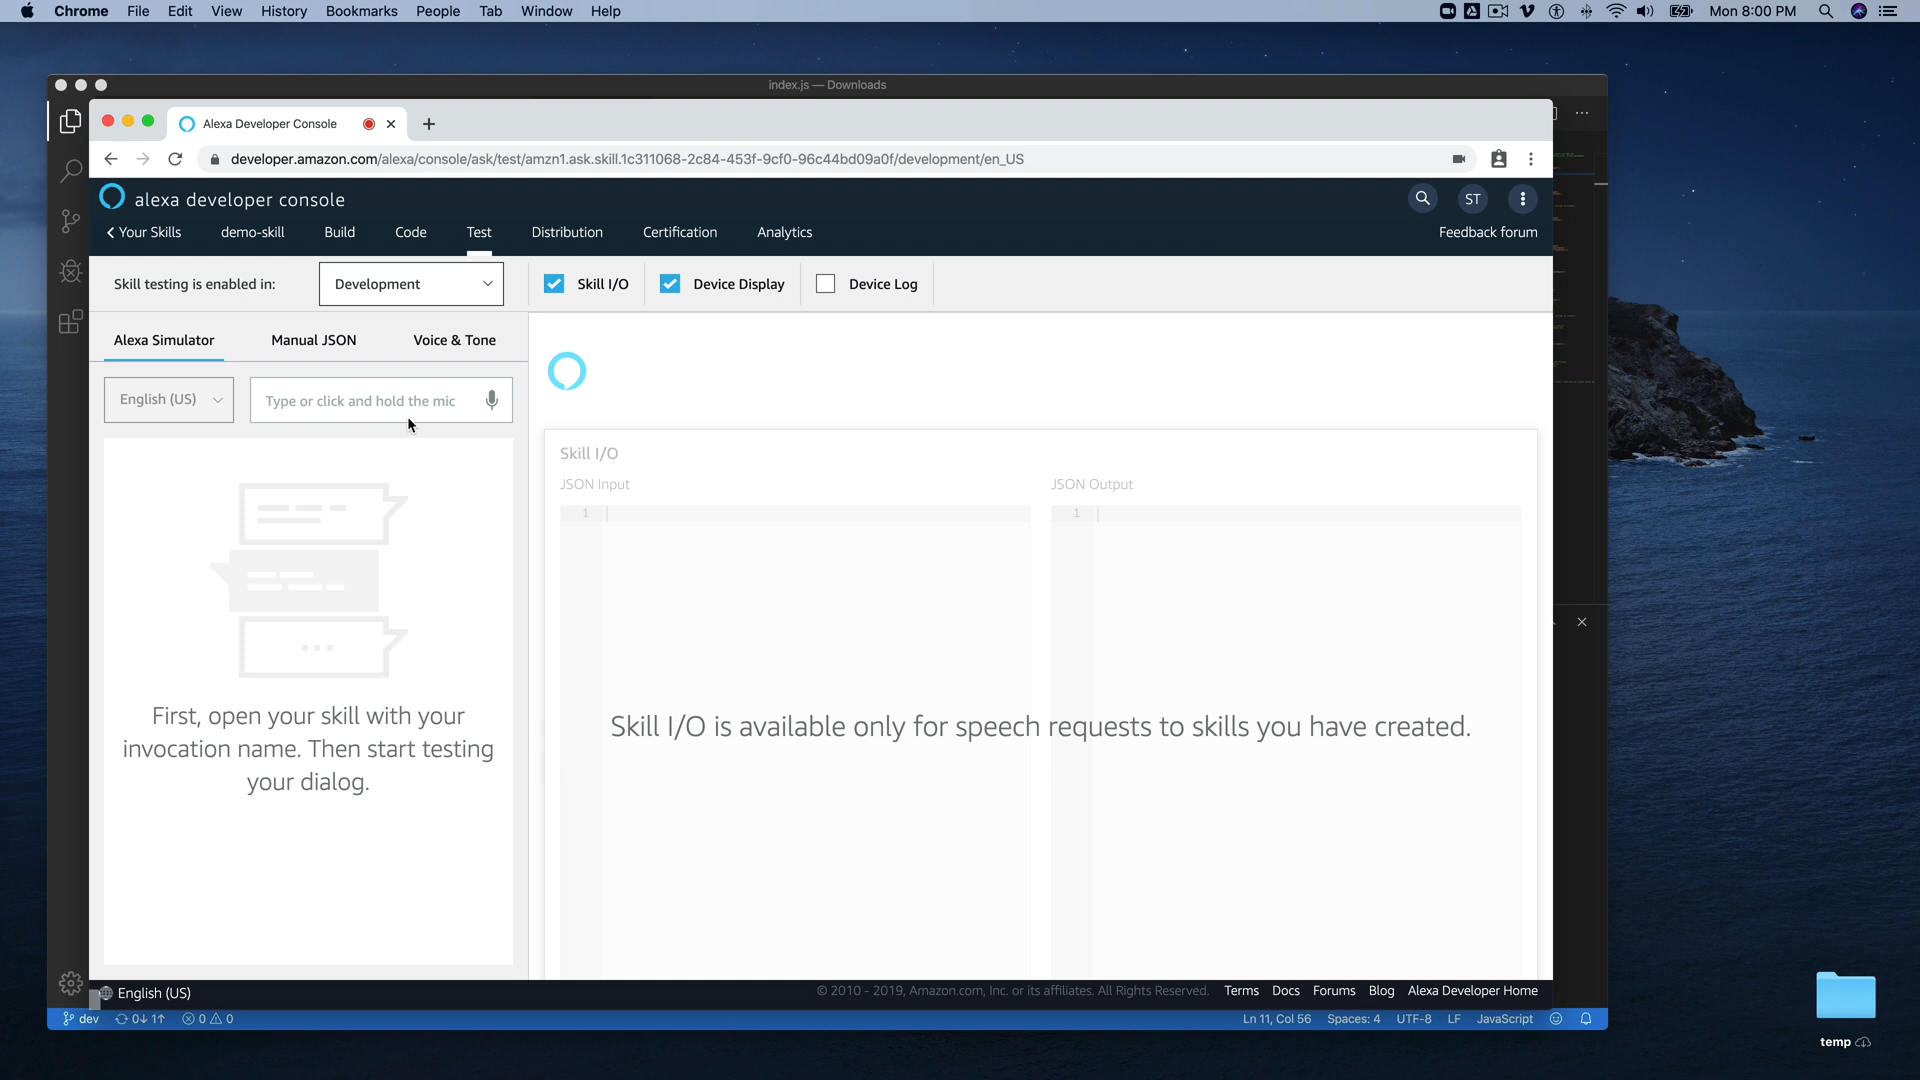 Chrome File Edit View History Bookmarks People Tab Window Help Mon 8:00 PM
index.js — Downloads
Alexa Developer Console
developer.amazon.com/alexa/console/ask/test/amzn1.ask.skill.1c311068-2c84-453f-9cf0-96c44bd09a0f/development/en_US
alexa developer console ST
Your Skills demo-skill Build Code Test Distribution Certification Analytics Feedback forum
Skill testing is enabled in: Development Skill I/O Device Display Device Log
Alexa Simulator Manual JSON Voice & Tone
English (US) Type or click and hold the mic
Skill I/O
JSON Input JSON Output
1 1
First, open your skill with your
invocation name. Then start testing
your dialog.
Skill I/O is available only for speech requests to skills you have created.
English (US) © 2010 - 2019, Amazon.com, Inc. or its affiliates. All Rights Reserved. Terms Docs Forums Blog Alexa Developer Home
dev 0↓ 1↑ 0 0 Ln 11, Col 56 Spaces: 4 UTF-8 LF JavaScript
temp